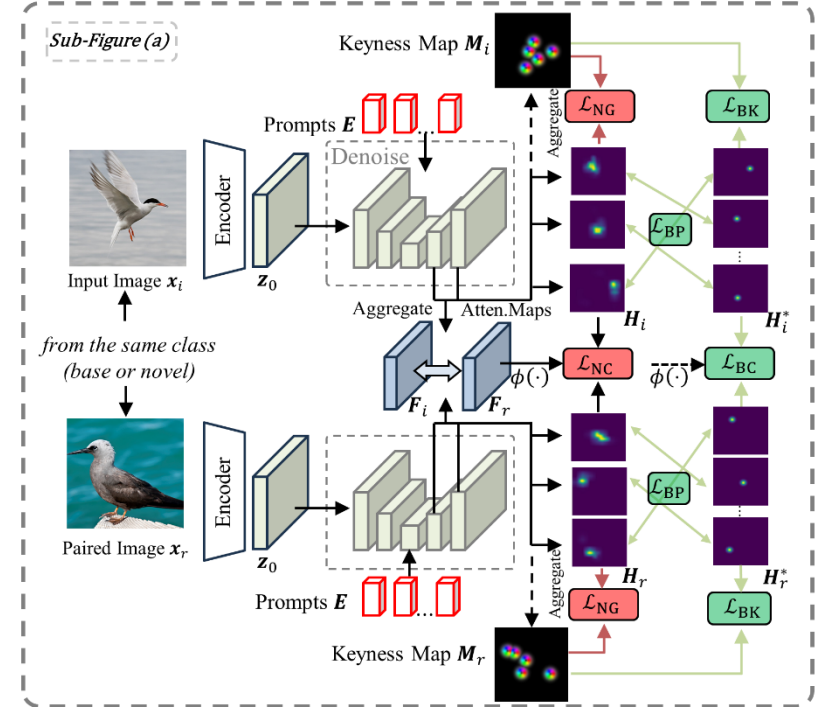 Sub-Figure (a)
Keyness Map M_i
Aggregate
L_NG
L_BK
Prompts E
...
Denoise
Encoder
z_0
Input Image x_i
L_BP
Aggregate
Atten.Maps
H_i
H_i^*
from the same class
(base or novel)
F_i
F_r
ϕ(·)
L_NC
ϕ(·)
L_BC
Encoder
z_0
Paired Image x_r
L_BP
Prompts E
...
Aggregate
H_r
H_r^*
L_NG
L_BK
Keyness Map M_r